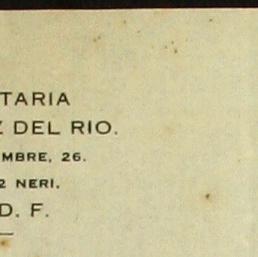 TARIA
Z DEL RIO.
MBRE, 26.
2 NERI.
D. F.